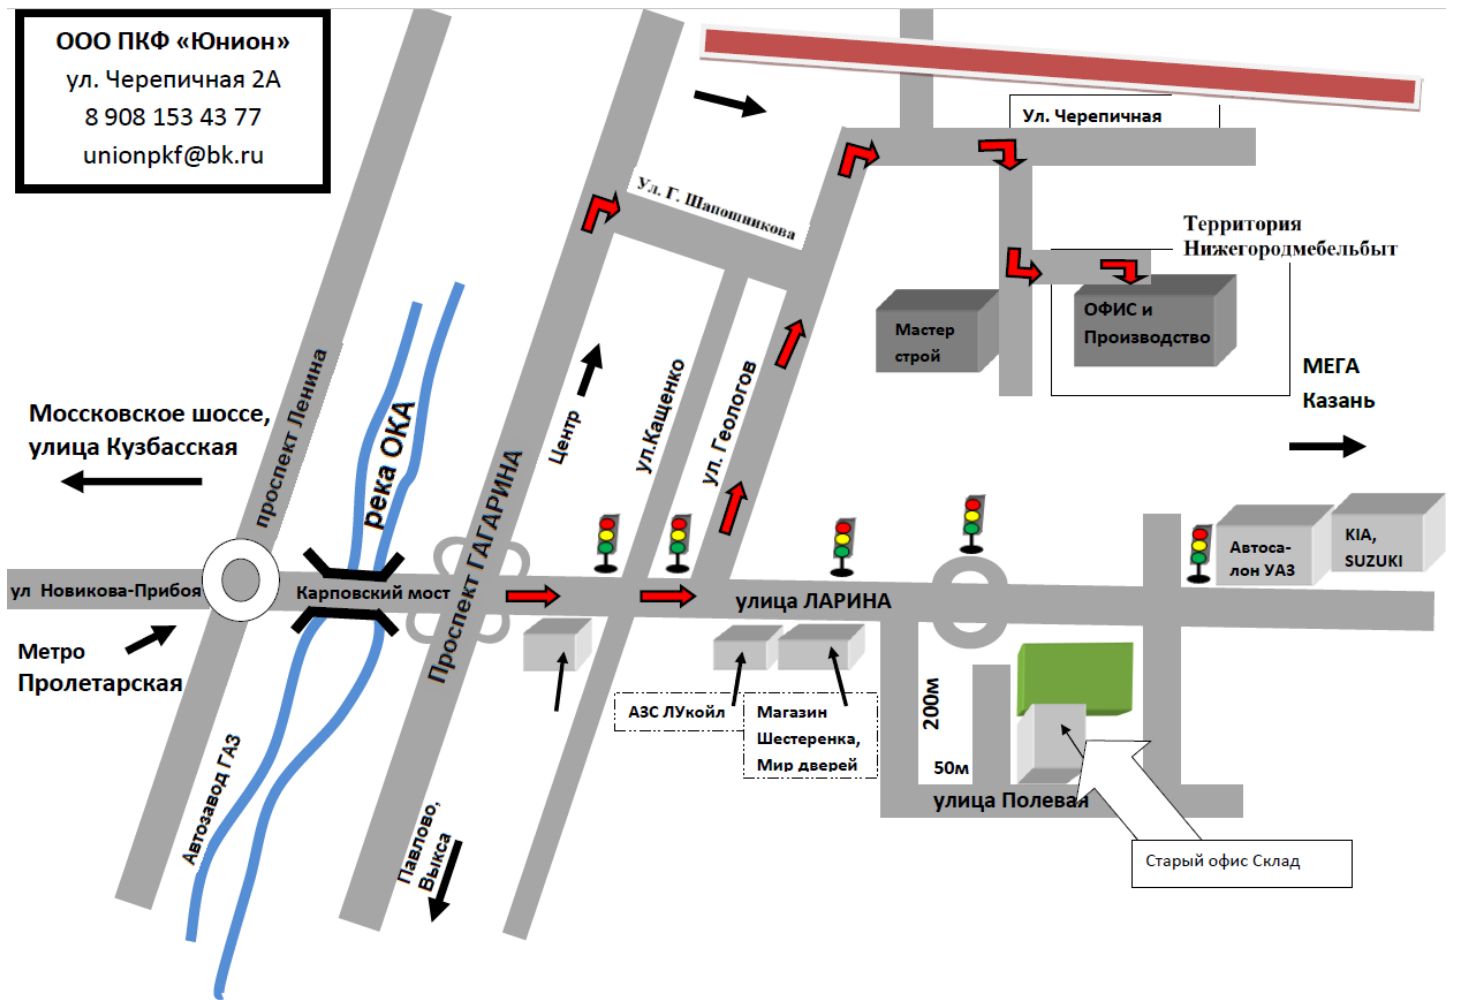 ООО ПКФ «Юнион»
ул. Черепичная 2А
8 908 153 43 77
unionpkf@bk.ru
Ул. Черепичная
Ул. Г. Шапошникова
Территория
Нижегородмебельбыт
ОФИС и
Производство
Мастер
строй
МЕГА
Казань
проспект Ленина
река ОКА
Моссковское шоссе,
улица Кузбасская
Центр
Проспект ГАГАРИНА
ул.Кащенко
ул. Геологов
Автоса-
лон УАЗ
KIA,
SUZUKI
ул Новикова-Прибоя
Карповский мост
улица ЛАРИНА
Метро
Пролетарская
АЗС ЛУкойл
Магазин
Шестеренка,
Мир дверей
200м
50м
улица Полевая
Автозавод ГАЗ
Павлово,
Выкса
Старый офис Склад